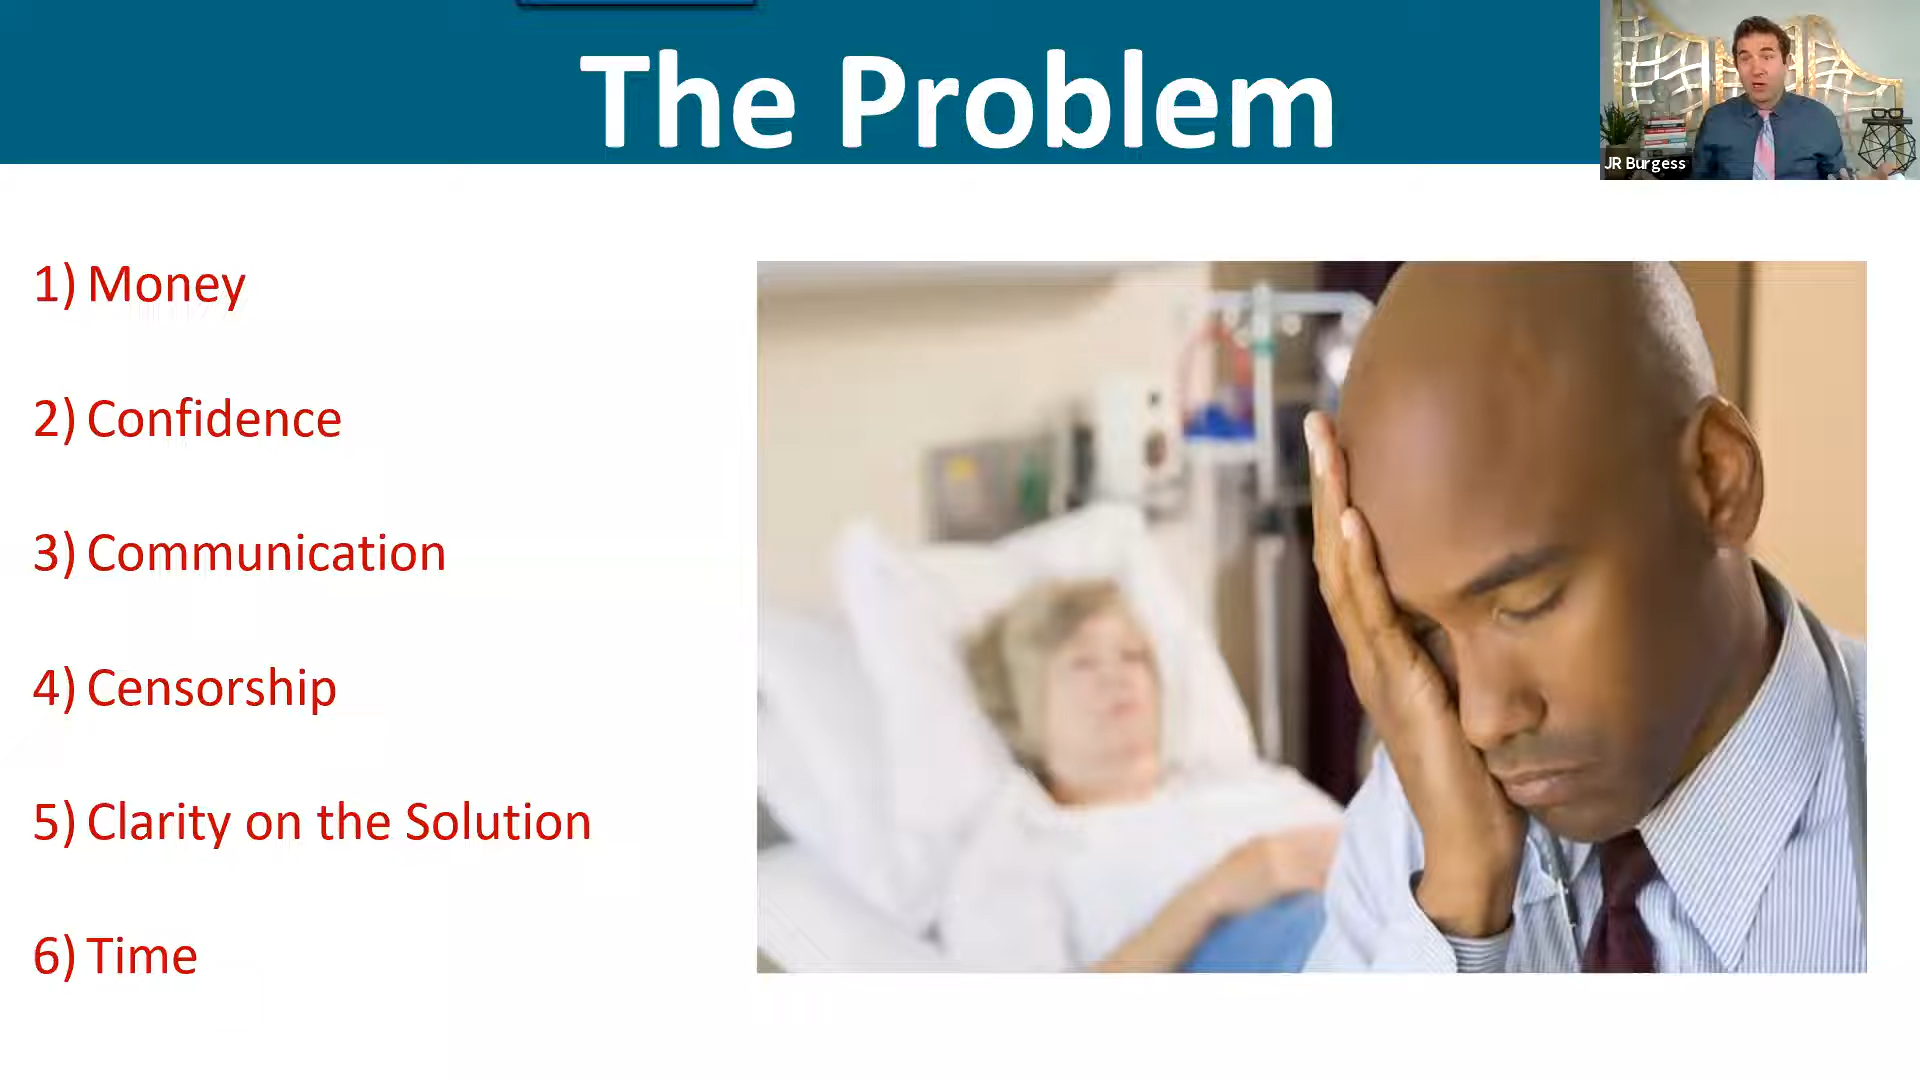 The Problem
JR Burgess
1) Money
2) Confidence
3) Communication
4) Censorship
5) Clarity on the Solution
6) Time